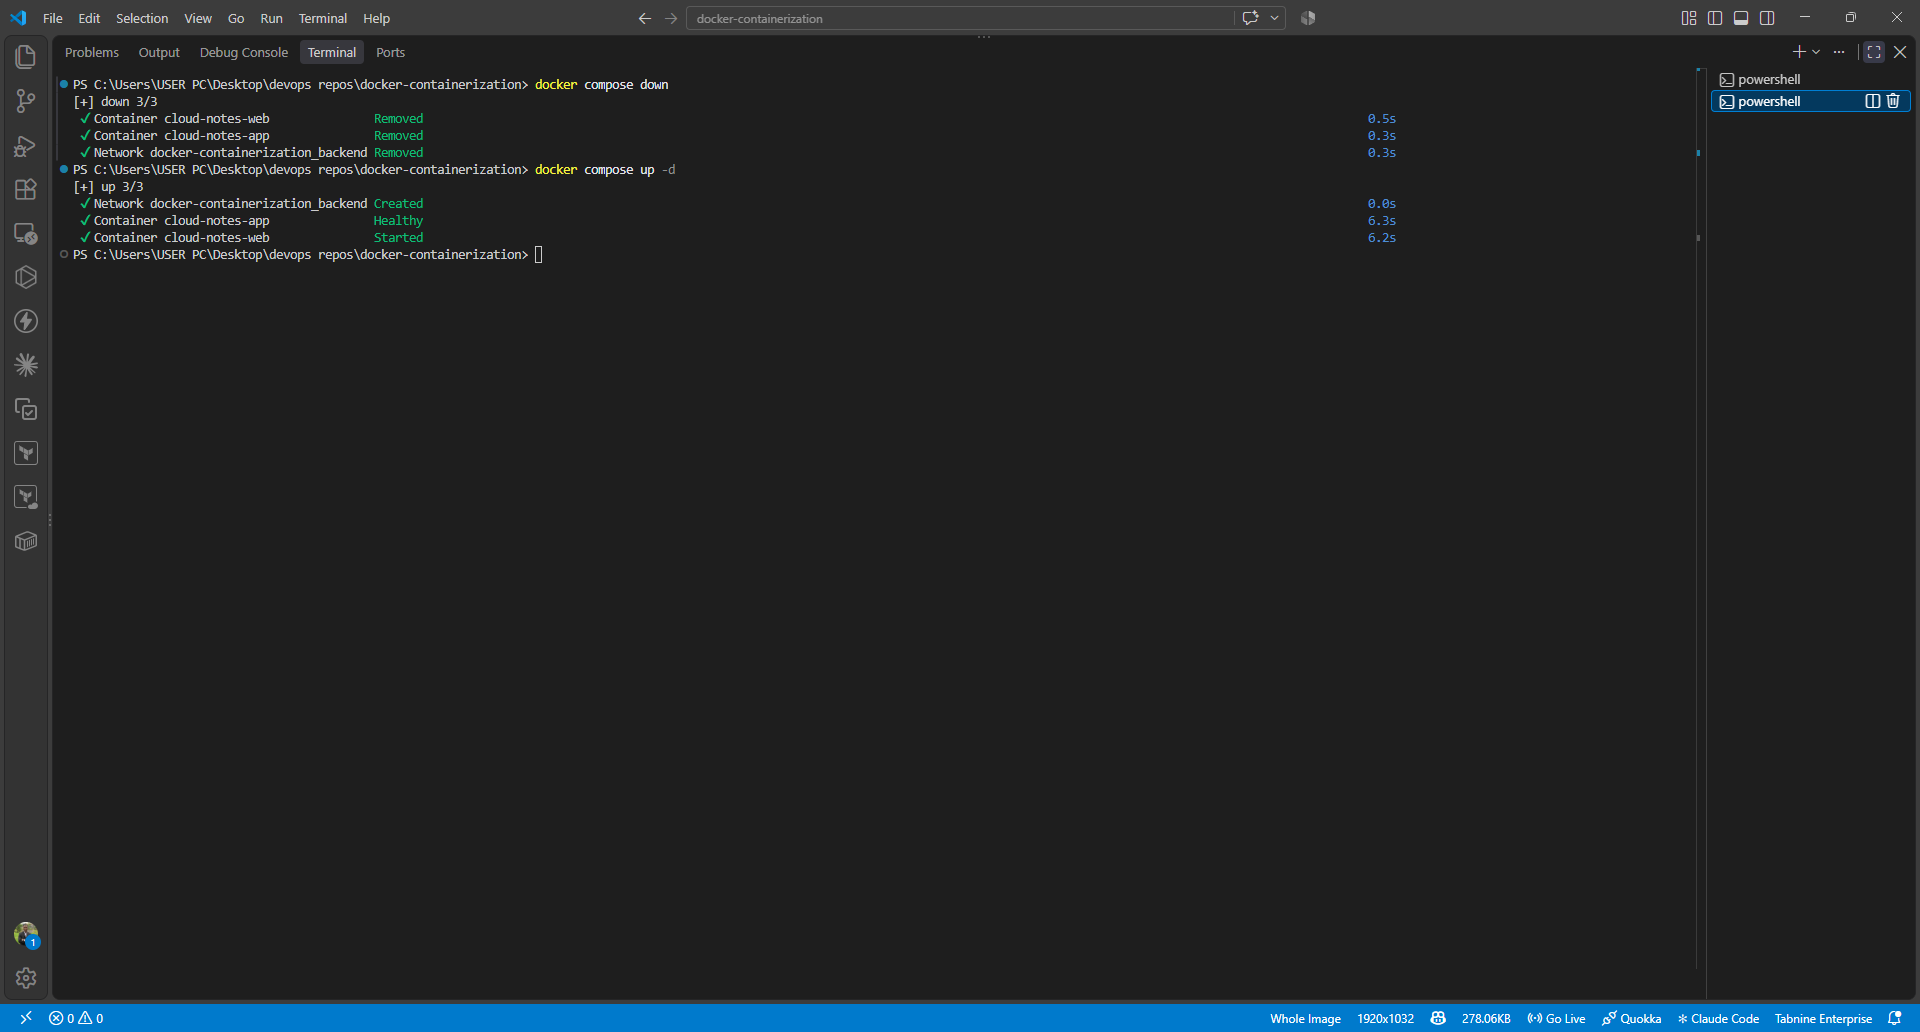 File Edit Selection View Go Run Terminal Help
docker-containerization
Problems Output Debug Console Terminal Ports
PS C:\Users\USER PC\Desktop\devops repos\docker-containerization> docker compose down
[+] down 3/3
✓Container cloud-notes-web Removed 0.5s
✓Container cloud-notes-app Removed 0.3s
✓Network docker-containerization_backend Removed 0.3s
PS C:\Users\USER PC\Desktop\devops repos\docker-containerization> docker compose up -d
[+] up 3/3
✓Network docker-containerization_backend Created 0.0s
✓Container cloud-notes-app Healthy 6.3s
✓Container cloud-notes-web Started 6.2s
PS C:\Users\USER PC\Desktop\devops repos\docker-containerization>
powershell
powershell
1
0 0
Whole Image 1920x1032 278.06KB Go Live Quokka Claude Code Tabnine Enterprise